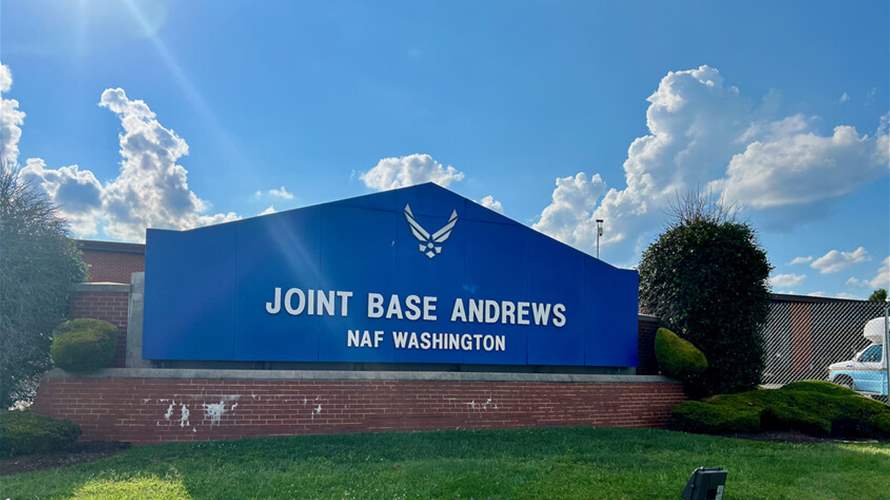 JOINT BASE ANDREWS
NAF WASHINGTON